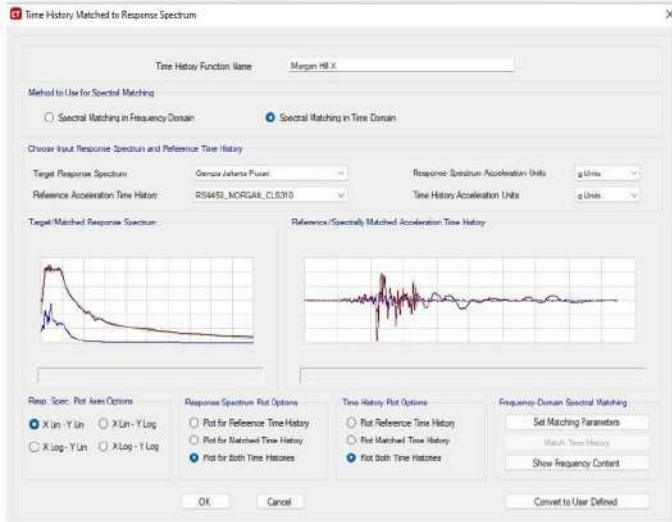 Time History Matched to Response Spectrum
Time History Function Name
Morgan Hill X
Method to Use for Spectral Matching
Spectral Matching in Frequency Domain
Spectral Matching in Time Domain
Choose Input Response Spectrum and Reference Time History
Target Response Spectrum
Gempa Jakarta Pusat
Response Spectrum Acceleration Units
g Units
Reference Acceleration Time History
Time History Acceleration Units
g Units
Target/Matched Response Spectrum
Reference/Spectrally Matched Acceleration Time History
Resp. Spec. Plot Axes Options
X Lin - Y Lin
X Lin - Y Log
X Log - Y Lin
X Log - Y Log
Response Spectrum Plot Options
Plot for Reference Time History
Plot for Matched Time History
Plot for Both Time Histories
Time History Plot Options
Plot Reference Time History
Plot Matched Time History
Plot Both Time Histories
Frequency Domain Spectral Matching
Set Matching Parameters
Match Time History
Show Frequency Content
OK
Cancel
Convert to User Defined